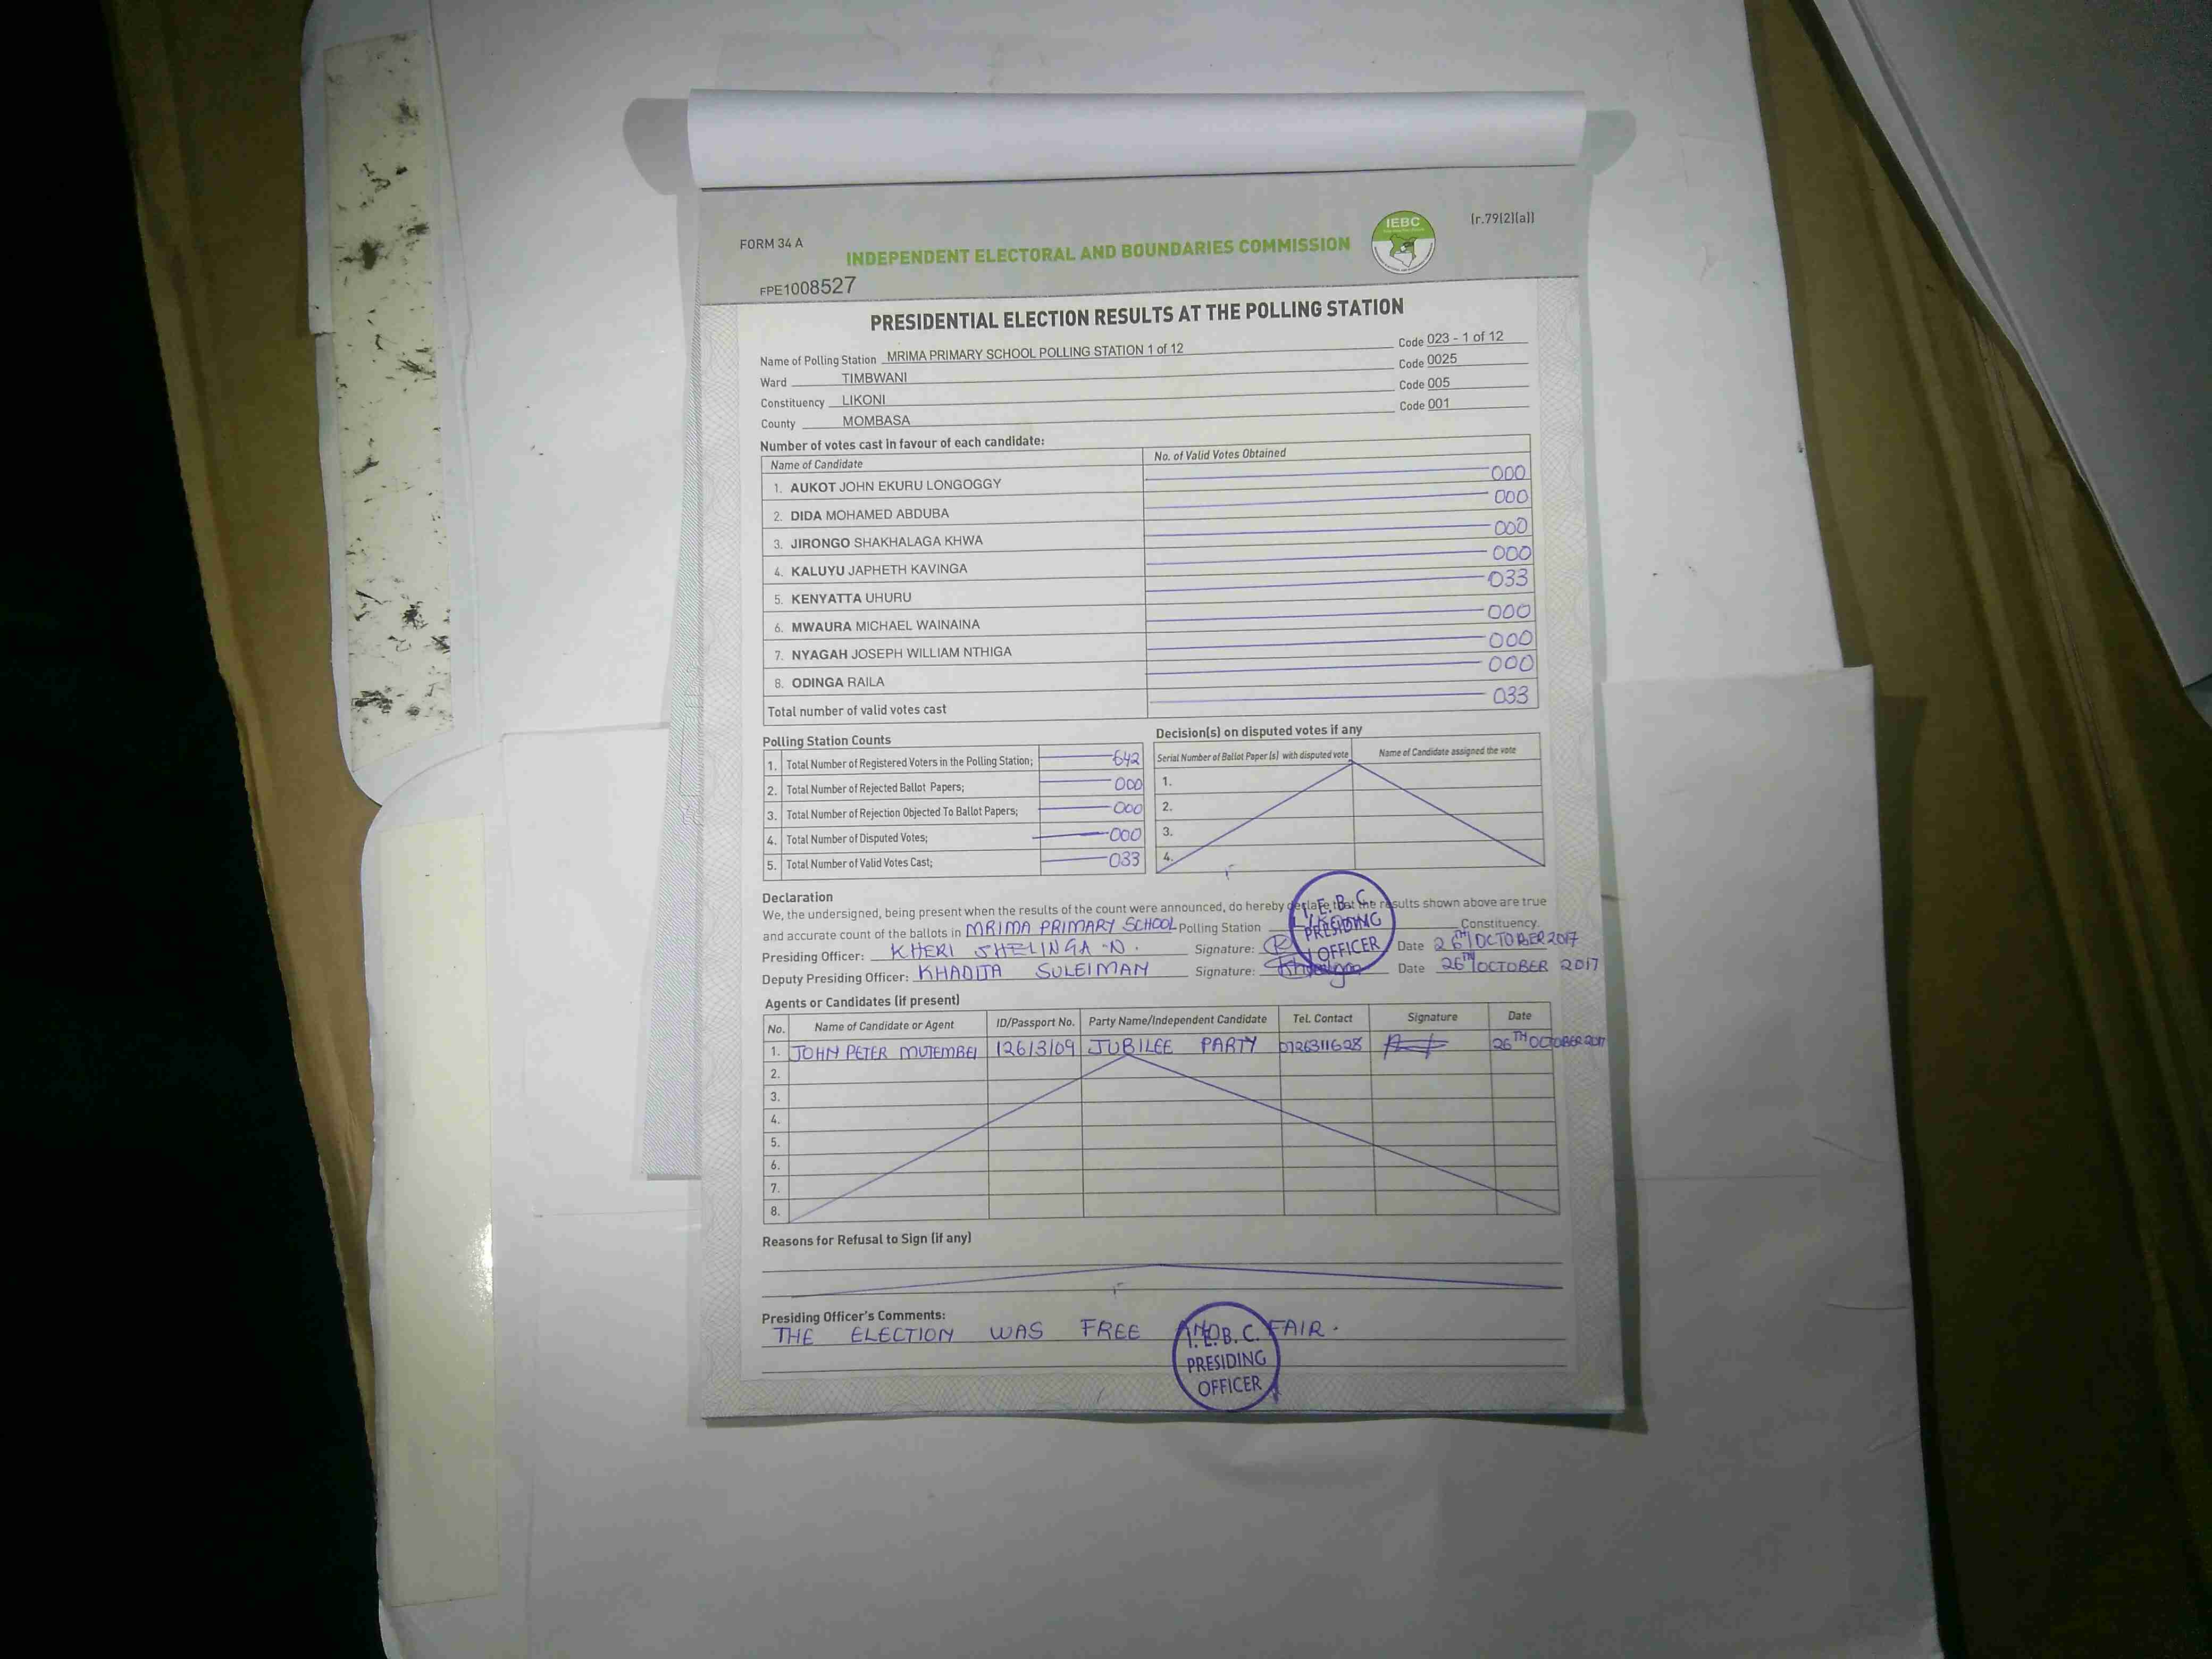 FORM 34 A
INDEPENDENT ELECTORAL AND BOUNDARIES COMMISSION
IEBC
(r.79(2)(a))
FPE1008527
PRESIDENTIAL ELECTION RESULTS AT THE POLLING STATION
Name of Polling Station MRIMA PRIMARY SCHOOL POLLING STATION 1 of 12 Code 023 - 1 of 12
Ward TIMBWANI Code 0025
Constituency LIKONI Code 005
County MOMBASA Code 001
Number of votes cast in favour of each candidate:
Name of Candidate No. of Valid Votes Obtained
1. AUKOT JOHN EKURU LONGOGGY 000
2. DIDA MOHAMED ABDUBA 000
3. JIRONGO SHAKHALAGA KHWA 000
4. KALUYU JAPHETH KAVINGA 000
5. KENYATTA UHURU 033
6. MWAURA MICHAEL WAINAINA 000
7. NYAGAH JOSEPH WILLIAM NTHIGA 000
8. ODINGA RAILA 000
Total number of valid votes cast 033
Polling Station Counts
1. Total Number of Registered Voters in the Polling Station; 642
2. Total Number of Rejected Ballot Papers; 000
3. Total Number of Rejection Objected To Ballot Papers; 000
4. Total Number of Disputed Votes; 000
5. Total Number of Valid Votes Cast; 033
Decision(s) on disputed votes if any
Serial Number of Ballot Paper (s) with disputed vote Name of Candidate assigned the vote
1.
2.
3.
4.
Declaration
We, the undersigned, being present when the results of the count were announced, do hereby declare that the results shown above are true
and accurate count of the ballots in MRIMA PRIMARY SCHOOL Polling Station LIKONI Constituency.
Presiding Officer: KHERI SHELINGA N. Signature: Date 26TH OCTOBER 2017
Deputy Presiding Officer: KHADIJA SULEIMAN Signature: Date 26TH OCTOBER 2017
I. E. B. C.
PRESIDING
OFFICER
Agents or Candidates (if present)
No. Name of Candidate or Agent ID/Passport No. Party Name/Independent Candidate Tel. Contact Signature Date
1. JOHN PETER MUTEMBEI 12613109 JUBILEE PARTY 0726311628 26TH OCTOBER 2017
2.
3.
4.
5.
6.
7.
8.
Reasons for Refusal to Sign (if any)
Presiding Officer's Comments:
THE ELECTION WAS FREE AND FAIR.
I. E. B. C.
PRESIDING
OFFICER